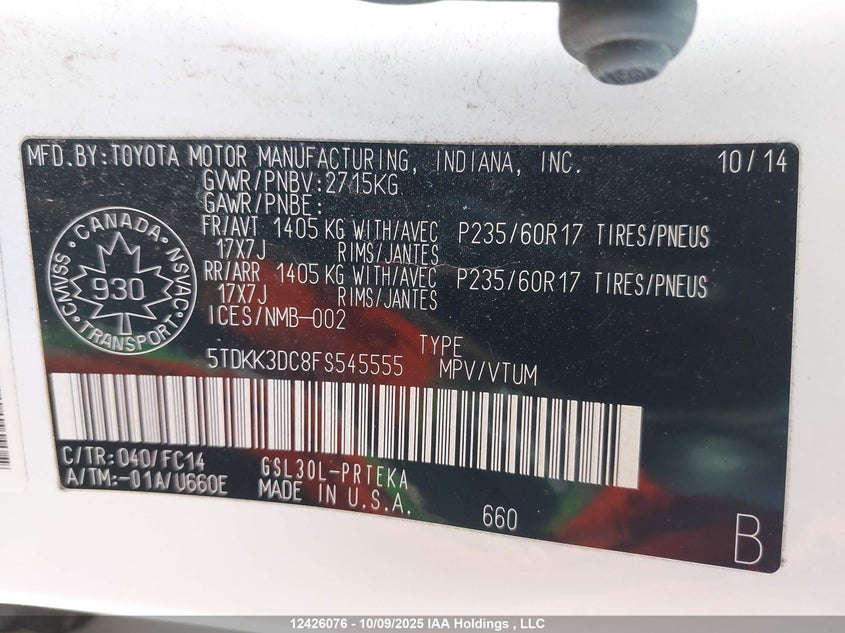 MFD.BY:TOYOTA MOTOR MANUFACTURING, INDIANA, INC. 10/14
GVWR/PNBV:2715KG
GAWR/PNBE:
FR/AVT 1405 KG WITH/AVEC P235/60R17 TIRES/PNEUS
17X7J RIMS/JANTES
RR/ARR 1405 KG WITH/AVEC P235/60R17 TIRES/PNEUS
17X7J RIMS/JANTES
ICES/NMB-002
CANADA
CMVSS 930 NSVAC
TRANSPORT
TYPE
5TDKK3DC8FS545555 MPV/VTUM
C/TR:040/FC14 GSL30L-PRTEKA
A/TM:-01A/U660E MADE IN U.S.A.
660
B
12426076 - 10/09/2025 IAA Holdings , LLC